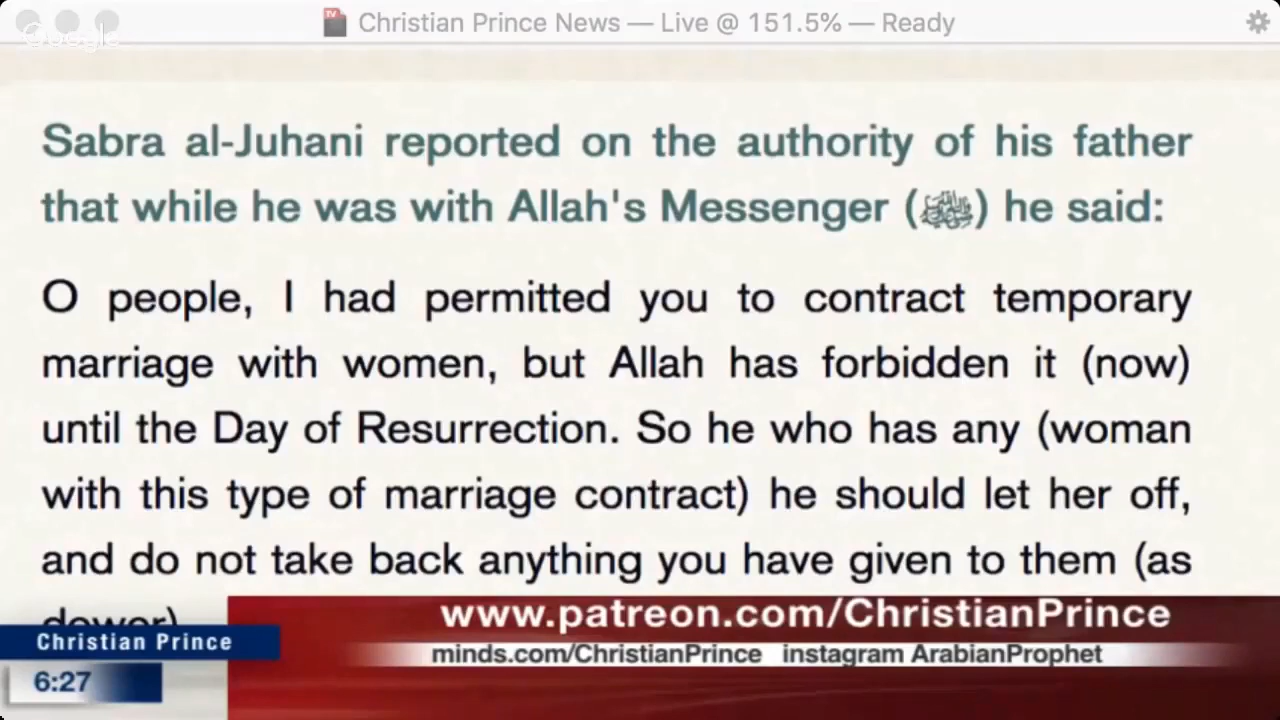 Christian Prince News — Live @ 151.5% — Ready
Google
Sabra al-Juhani reported on the authority of his father
that while he was with Allah's Messenger (ﷺ) he said:
O people, I had permitted you to contract temporary
marriage with women, but Allah has forbidden it (now)
until the Day of Resurrection. So he who has any (woman
with this type of marriage contract) he should let her off,
and do not take back anything you have given to them (as
dower).
www.patreon.com/ChristianPrince
Christian Prince
minds.com/ChristianPrince instagram ArabianProphet
6:27